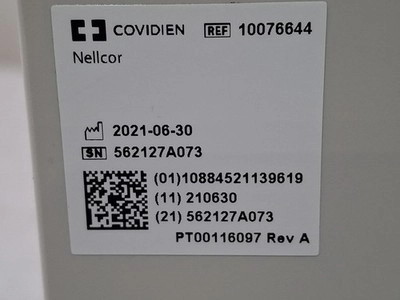 COVIDIEN REF 10076644
Nellcor
2021-06-30
SN 562127A073
(01)10884521139619
(11) 210630
(21) 562127A073
PT00116097 Rev A